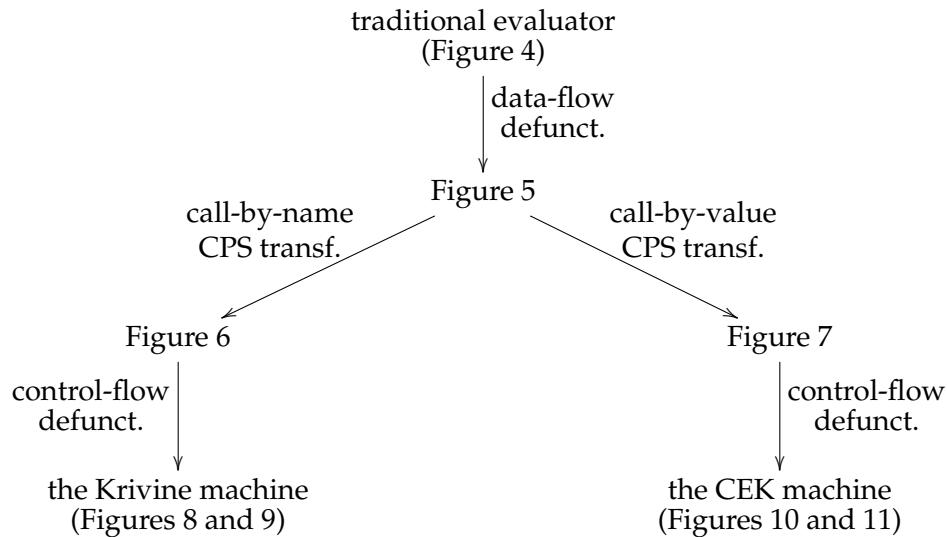 traditional evaluator
(Figure 4)
data-flow
defunct.
Figure 5
call-by-name
CPS transf.
call-by-value
CPS transf.
Figure 6
Figure 7
control-flow
defunct.
control-flow
defunct.
the Krivine machine
(Figures 8 and 9)
the CEK machine
(Figures 10 and 11)